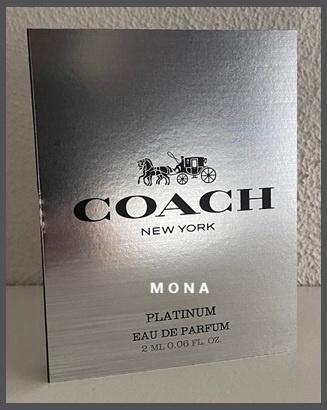 COACH
NEW YORK
MONA
PLATINUM
EAU DE PARFUM
2 ML 0.06 FL. OZ.